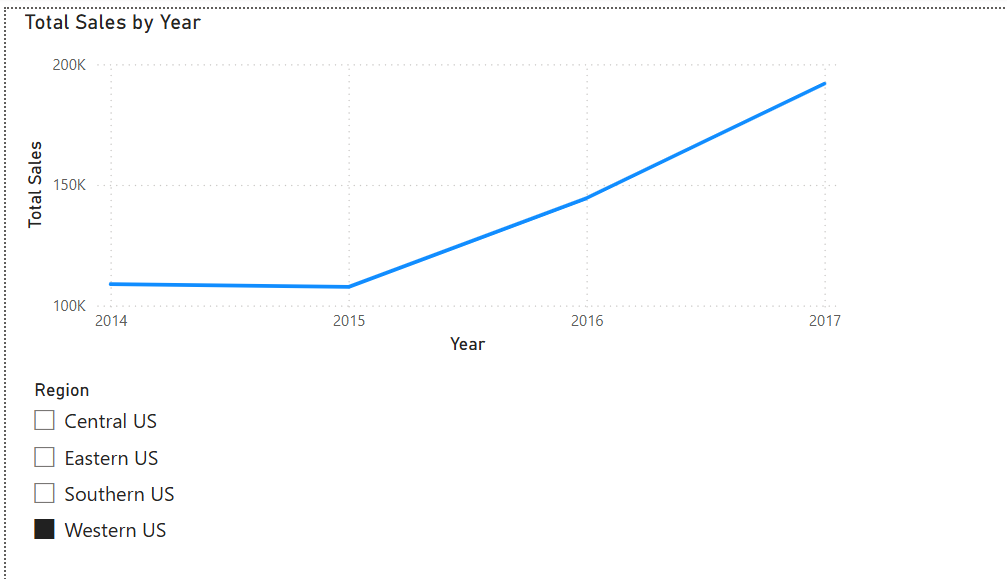 Total Sales by Year
200K
150K
100K
Total Sales
2014 2015 2016 2017
Year
Region
Central US
Eastern US
Southern US
Western US